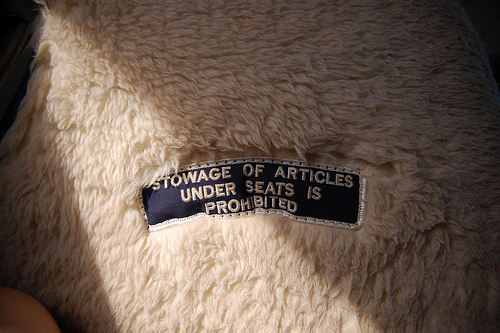 STOWAGE OF ARTICLES
UNDER SEATS IS
PROHIBITED